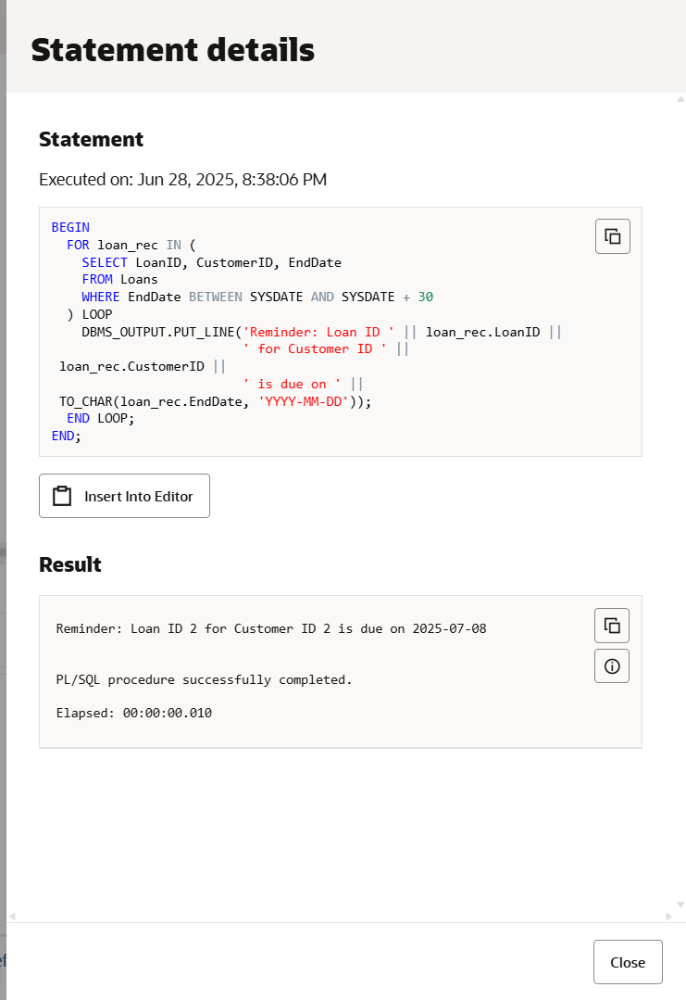 Statement details
Statement
Executed on: Jun 28, 2025, 8:38:06 PM
BEGIN
  FOR loan_rec IN (
    SELECT LoanID, CustomerID, EndDate
    FROM Loans
    WHERE EndDate BETWEEN SYSDATE AND SYSDATE + 30
  ) LOOP
    DBMS_OUTPUT.PUT_LINE('Reminder: Loan ID ' || loan_rec.LoanID ||
                         ' for Customer ID ' ||
 loan_rec.CustomerID ||
                         ' is due on ' ||
 TO_CHAR(loan_rec.EndDate, 'YYYY-MM-DD'));
  END LOOP;
END;
Insert Into Editor
Result
Reminder: Loan ID 2 for Customer ID 2 is due on 2025-07-08
PL/SQL procedure successfully completed.
Elapsed: 00:00:00.010
Close